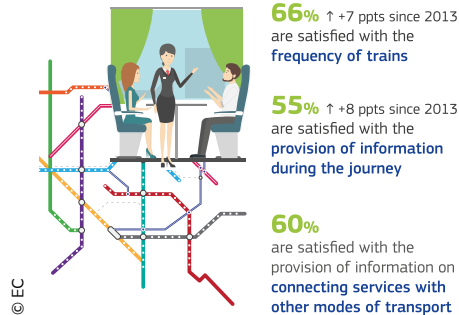 66% ↑ +7 ppts since 2013
are satisfied with the
frequency of trains
55% ↑ +8 ppts since 2013
are satisfied with the
provision of information
during the journey
60%
are satisfied with the
provision of information on
connecting services with
other modes of transport
© EC